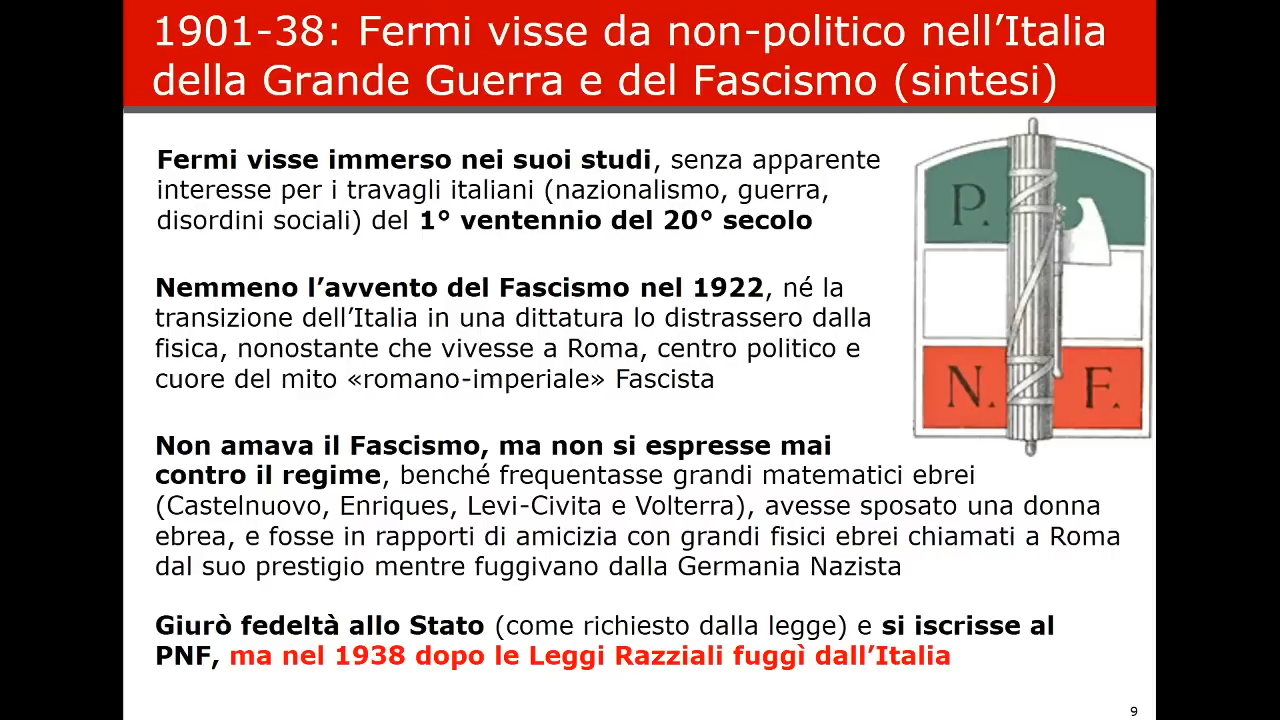 1901-38: Fermi visse da non-politico nell’Italia
della Grande Guerra e del Fascismo (sintesi)
Fermi visse immerso nei suoi studi, senza apparente
interesse per i travagli italiani (nazionalismo, guerra,
disordini sociali) del 1° ventennio del 20° secolo
P.
N. F.
Nemmeno l’avvento del Fascismo nel 1922, né la
transizione dell’Italia in una dittatura lo distrassero dalla
fisica, nonostante che vivesse a Roma, centro politico e
cuore del mito «romano-imperiale» Fascista
Non amava il Fascismo, ma non si espresse mai
contro il regime, benché frequentasse grandi matematici ebrei
(Castelnuovo, Enriques, Levi-Civita e Volterra), avesse sposato una donna
ebrea, e fosse in rapporti di amicizia con grandi fisici ebrei chiamati a Roma
dal suo prestigio mentre fuggivano dalla Germania Nazista
Giurò fedeltà allo Stato (come richiesto dalla legge) e si iscrisse al
PNF, ma nel 1938 dopo le Leggi Razziali fuggì dall’Italia
9